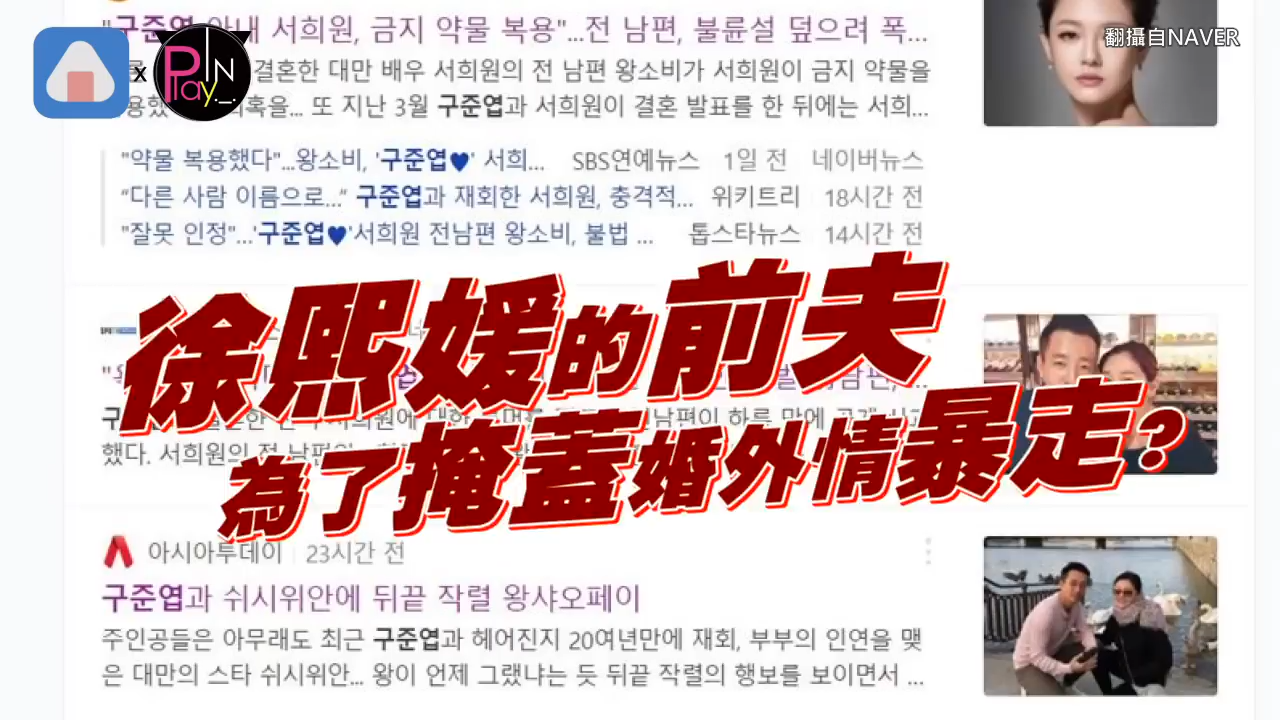 "구준엽 아내 서희원, 금지 약물 복용"...전 남편, 불륜설 덮으려 폭...
翻攝自NAVER
x
Play IN
결혼한 대만 배우 서희원의 전 남편 왕소비가 서희원이 금지 약물을
또 지난 3월 구준엽과 서희원이 결혼 발표를 한 뒤에는 서희...
"약물 복용했다"...왕소비, '구준엽♥' 서희... SBS연예뉴스 1일 전 네이버뉴스
“다른 사람 이름으로...” 구준엽과 재회한 서희원, 충격적... 위키트리 18시간 전
"잘못 인정"...'구준엽♥'서희원 전남편 왕소비, 불법 ... 톱스타뉴스 14시간 전
徐熙媛的前夫
為了掩蓋婚外情暴走?
했다. 서희원의 전 남편인
아시아투데이 23시간 전
구준엽과 쉬시위안에 뒤끝 작렬 왕샤오페이
주인공들은 아무래도 최근 구준엽과 헤어진지 20여년만에 재회, 부부의 인연을 맺
은 대만의 스타 쉬시위안... 왕이 언제 그랬냐는 듯 뒤끝 작렬의 행보를 보이면서 ...